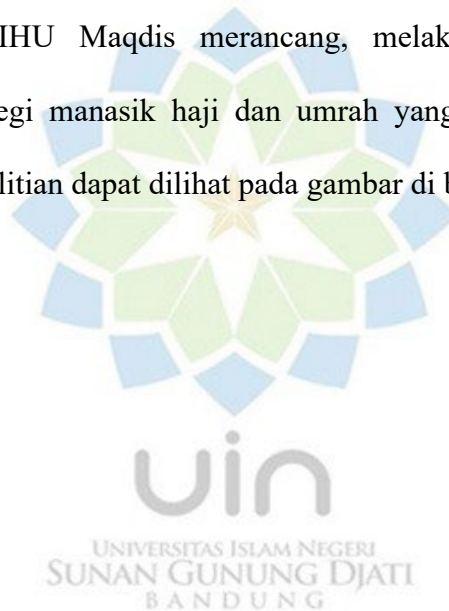 IHU Maqdis merancang, melak
egi manasik haji dan umrah yang
litian dapat dilihat pada gambar di b
uin
UNIVERSITAS ISLAM NEGERI
SUNAN GUNUNG DJATI
BANDUNG